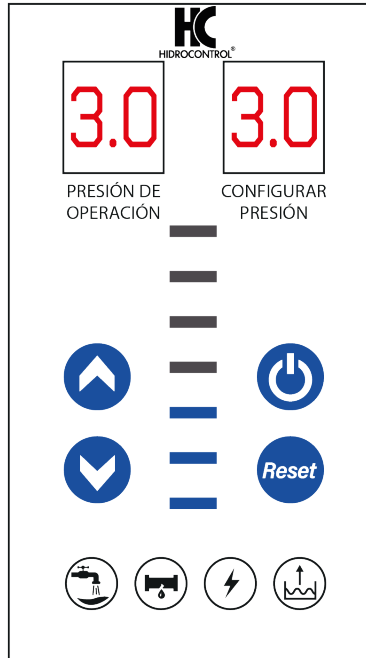 HC
HIDROCONTROL®
3.0 3.0
PRESIÓN DE
OPERACIÓN
CONFIGURAR
PRESIÓN
Reset